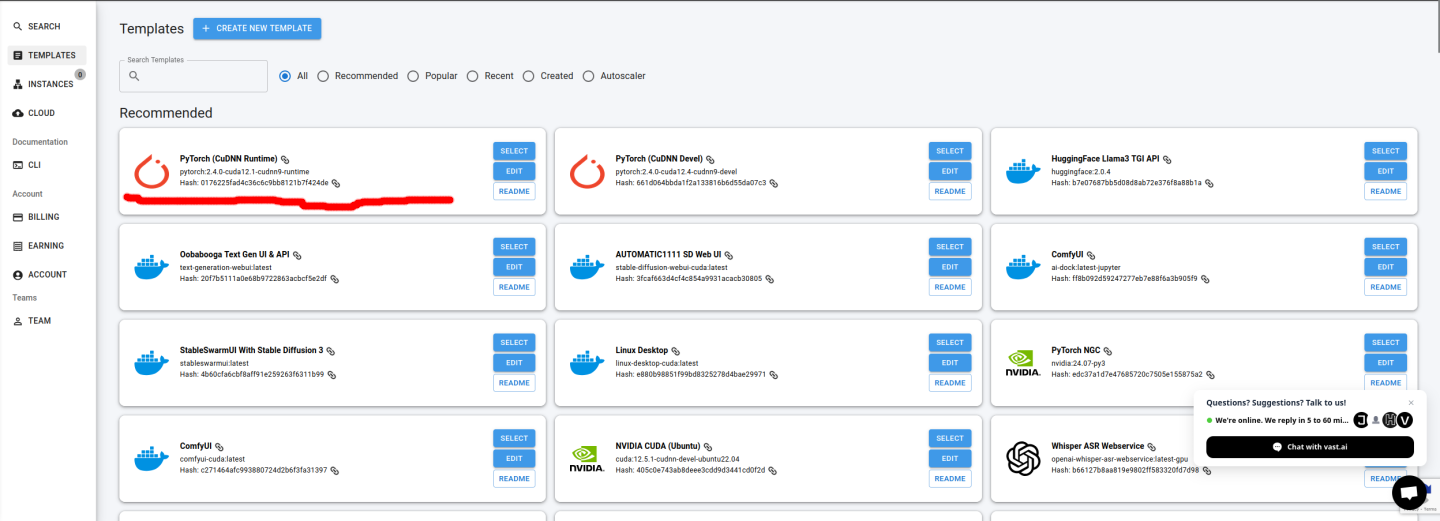 SEARCH
TEMPLATES
INSTANCES
0
CLOUD
Documentation
CLI
Account
BILLING
EARNING
ACCOUNT
Teams
TEAM
Templates
+ CREATE NEW TEMPLATE
Search Templates
All
Recommended
Popular
Recent
Created
Autoscaler
Recommended
PyTorch (CuDNN Runtime)
pytorch:2.4.0-cuda12.1-cudnn9-runtime
Hash: 0176225fad4c36c6c9bb8121b7f424de
SELECT
EDIT
README
PyTorch (CuDNN Devel)
pytorch:2.4.0-cuda12.4-cudnn9-devel
Hash: 661d064bbda1f2a133816b6d55da07c3
SELECT
EDIT
README
HuggingFace Llama3 TGI API
huggingface:2.0.4
Hash: b7e07687bb5d08d8ab72e376f8a88b1a
SELECT
EDIT
README
Oobabooga Text Gen UI & API
text-generation-webui:latest
Hash: 20f7b5111a0e68b9722863acbcf5e2df
SELECT
EDIT
README
AUTOMATIC1111 SD Web UI
stable-diffusion-webui-cuda:latest
Hash: 3fcaf663d4cf4c854a9931acacb30805
SELECT
EDIT
README
ComfyUI
ai-dock:latest-jupyter
Hash: ff8b092d59247277eb7e88f6a3b905f9
SELECT
EDIT
README
StableSwarmUI With Stable Diffusion 3
stableswarmui:latest
Hash: 4b60cfa6cbf8aff91e259263f6311b99
SELECT
EDIT
README
Linux Desktop
linux-desktop-cuda:latest
Hash: e880b98851f99bd8325278d4bae29971
SELECT
EDIT
README
NVIDIA.
PyTorch NGC
nvidia:24.07-py3
Hash: edc37a1d7e47685720c7505e155875a2
SELECT
EDIT
README
ComfyUI
comfyui-cuda:latest
Hash: c271464afc993880724d2b6f3fa31397
SELECT
EDIT
README
NVIDIA.
NVIDIA CUDA (Ubuntu)
cuda:12.5.1-cudnn-devel-ubuntu22.04
Hash: 405c0e743ab8deee3cdd9d3441cd0f2d
SELECT
EDIT
README
Whisper ASR Webservice
openai-whisper-asr-webservice:latest-gpu
Hash: b66127b8aa819e9802ff583320fd7d98
SELECT
EDIT
README
Questions? Suggestions? Talk to us!
We're online. We reply in 5 to 60 mi...
J
H
V
Chat with vast.ai